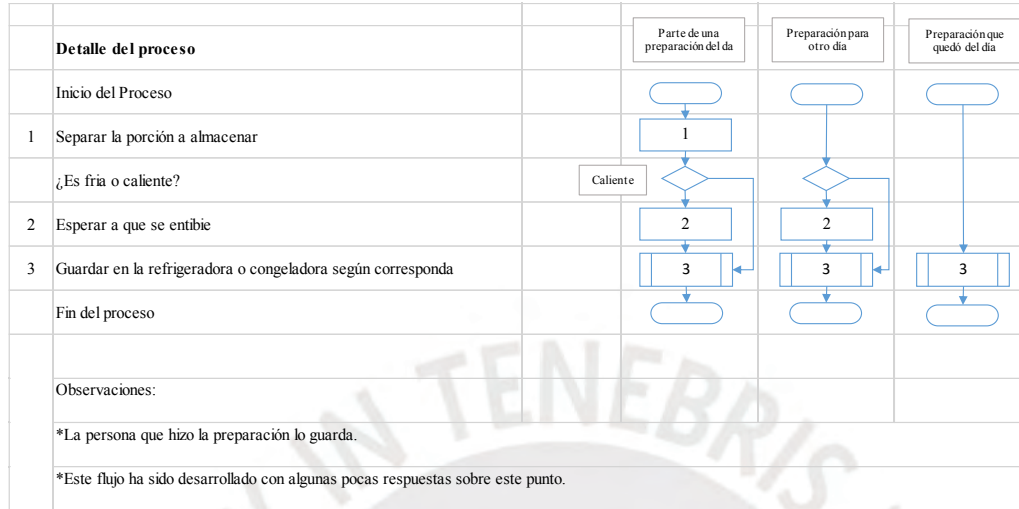 Parte de una
preparación del da
Preparación para
otro día
Preparación que
quedó del día
Detalle del proceso
Inicio del Proceso
1 Separar la porción a almacenar
1
¿Es fria o caliente?
Caliente
2 Esperar a que se entibie
2 2
3 Guardar en la refrigeradora o congeladora según corresponda
3 3 3
Fin del proceso
Observaciones:
*La persona que hizo la preparación lo guarda.
*Este flujo ha sido desarrollado con algunas pocas respuestas sobre este punto.
IN TENEBRIS